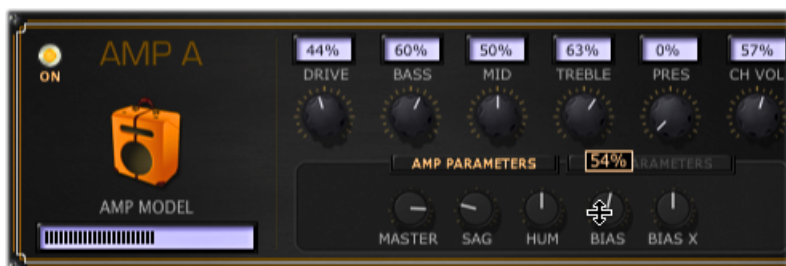 AMP A
ON
44% 60% 50% 63% 0% 57%
DRIVE BASS MID TREBLE PRES CH VOL
AMP PARAMETERS 54% RAMETERS
AMP MODEL
MASTER SAG HUM BIAS BIAS X